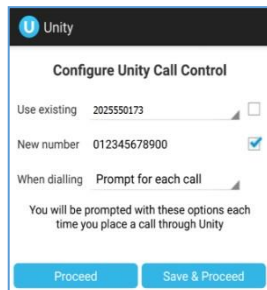 Unity
Configure Unity Call Control
Use existing 2025550173
New number 012345678900
When dialling Prompt for each call
You will be prompted with these options each
time you place a call through Unity
Proceed Save & Proceed